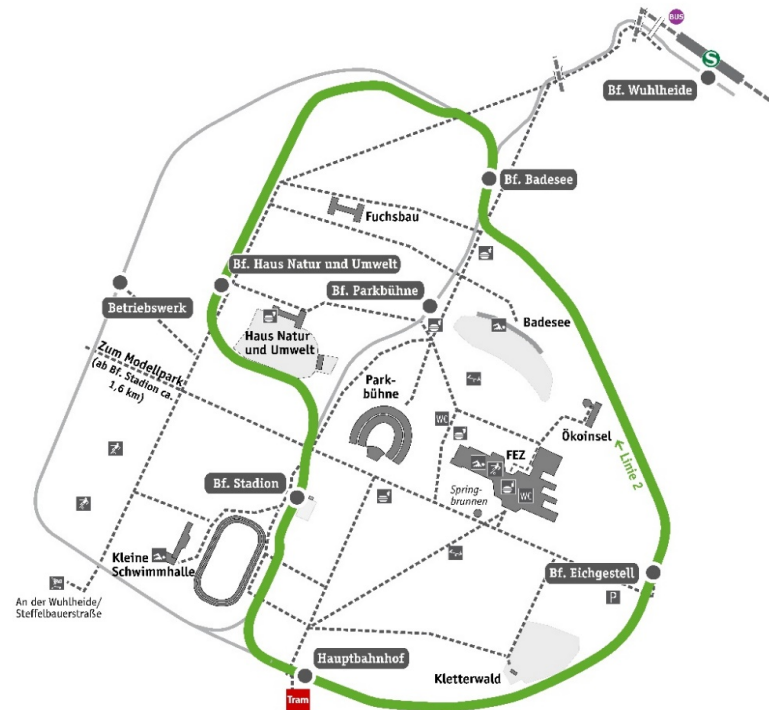 BUS
S
Bf. Wuhlheide
Bf. Badesee
Fuchsbau
Bf. Haus Natur und Umwelt
Bf. Parkbühne
Betriebswerk
Haus Natur
und Umwelt
Badesee
Zum Modellpark
(ab Bf. Stadion ca.
1,6 km)
Park-
bühne
WC
FEZ
Ökoinsel
← Linie 2
Bf. Stadion
Spring-
brunnen
WC
Kleine
Schwimmhalle
Bf. Eichgestell
P
An der Wuhlheide/
Steffelbauerstraße
Hauptbahnhof
Kletterwald
Tram